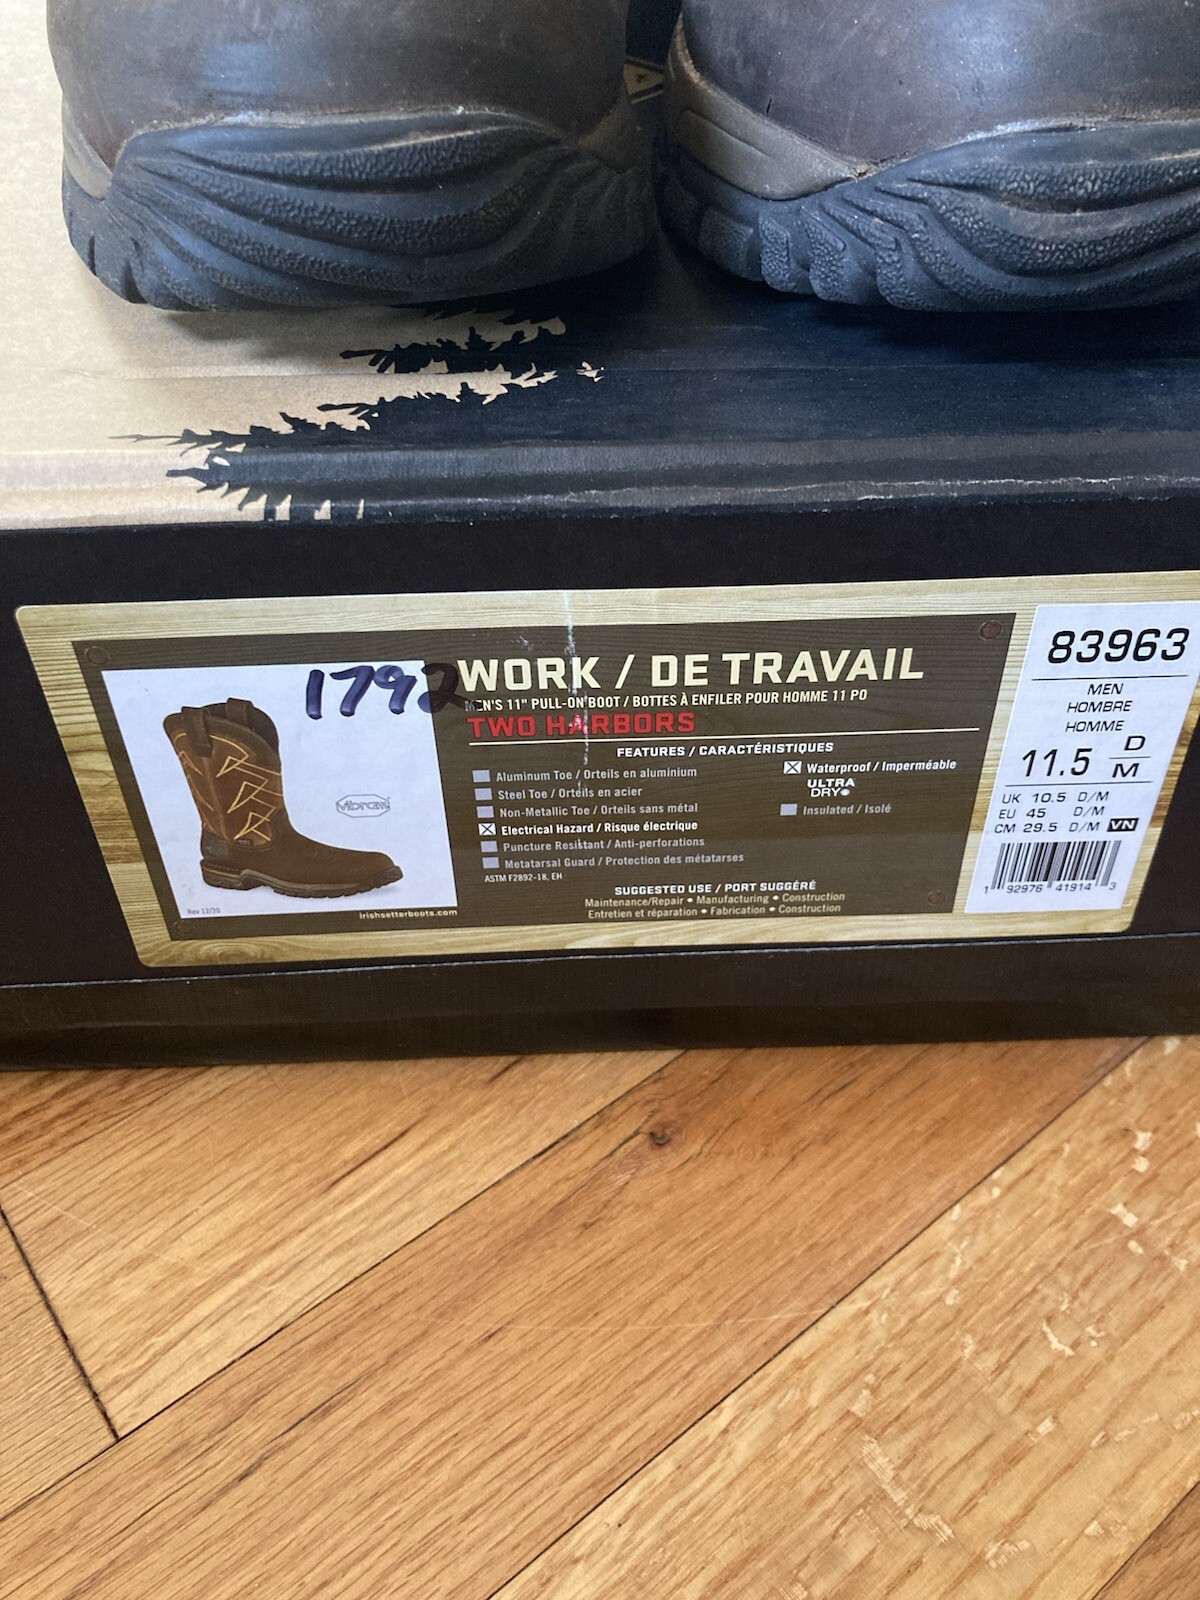 1792
WORK / DE TRAVAIL
MEN'S 11" PULL-ON BOOT / BOTTES À ENFILER POUR HOMME 11 PO
TWO HARBORS
FEATURES / CARACTÉRISTIQUES
Aluminum Toe / Orteils en aluminium
Steel Toe / Orteils en acier
Non-Metallic Toe / Orteils sans métal
Electrical Hazard / Risque électrique
Puncture Resistant / Anti-perforations
Metatarsal Guard / Protection des métatarses
ASTM F2892-18, EH
Waterproof / Imperméable
ULTRA
DRY
Insulated / Isolé
SUGGESTED USE / PORT SUGGÉRÉ
Maintenance/Repair • Manufacturing • Construction
Entretien et réparation • Fabrication • Construction
vibram
Rev 12/20
irishsetterboots.com
83963
MEN
HOMBRE
HOMME
11.5 D
M
UK 10.5 D/M
EU 45 D/M
CM 29.5 D/M VN
1 92976 41914 3